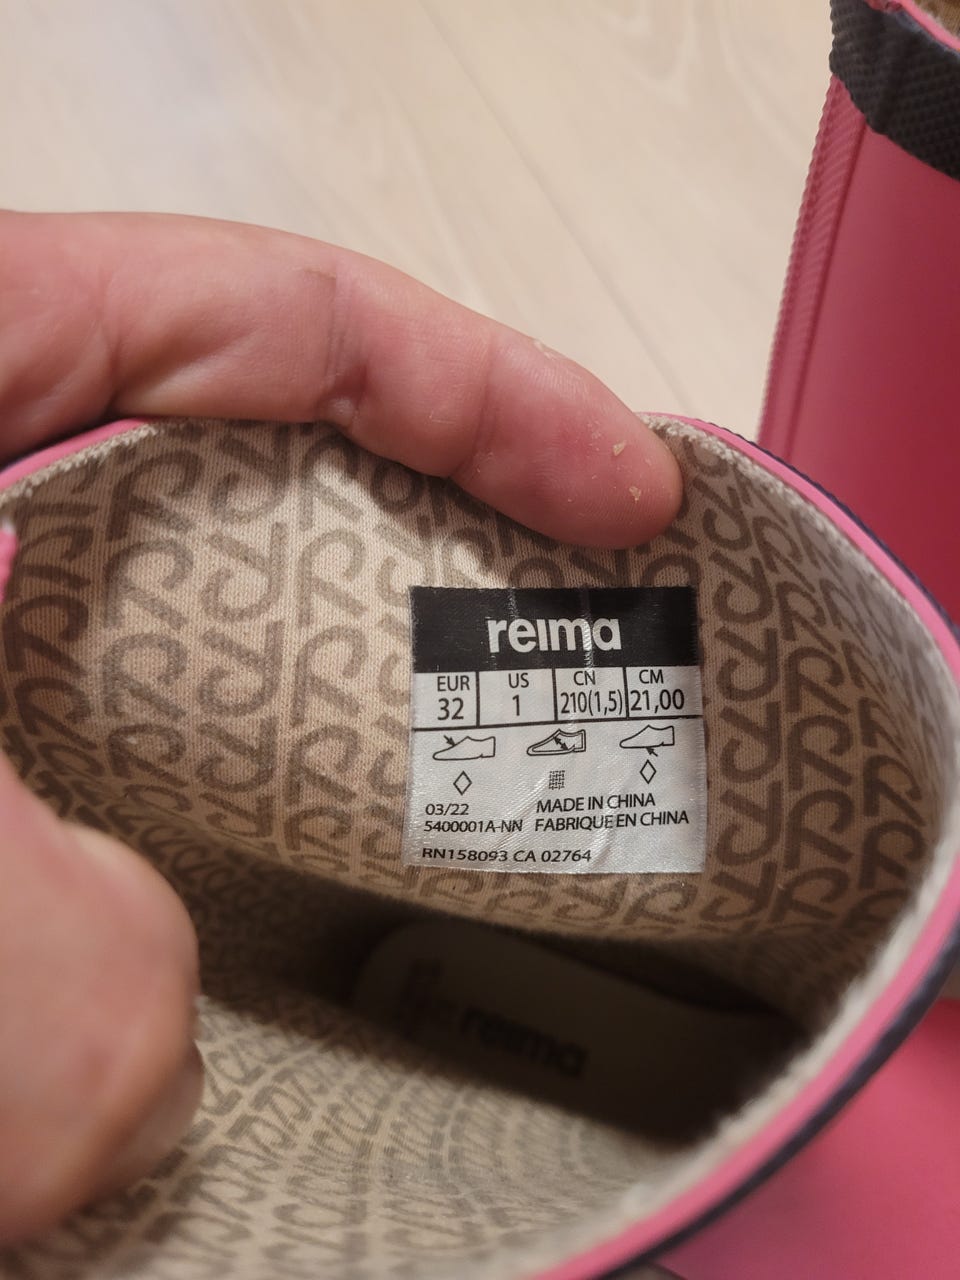 reima
EUR US CN CM
32 1 210(1,5) 21,00
03/22 MADE IN CHINA
5400001A-NN FABRIQUE EN CHINA
RN158093 CA 02764
reima